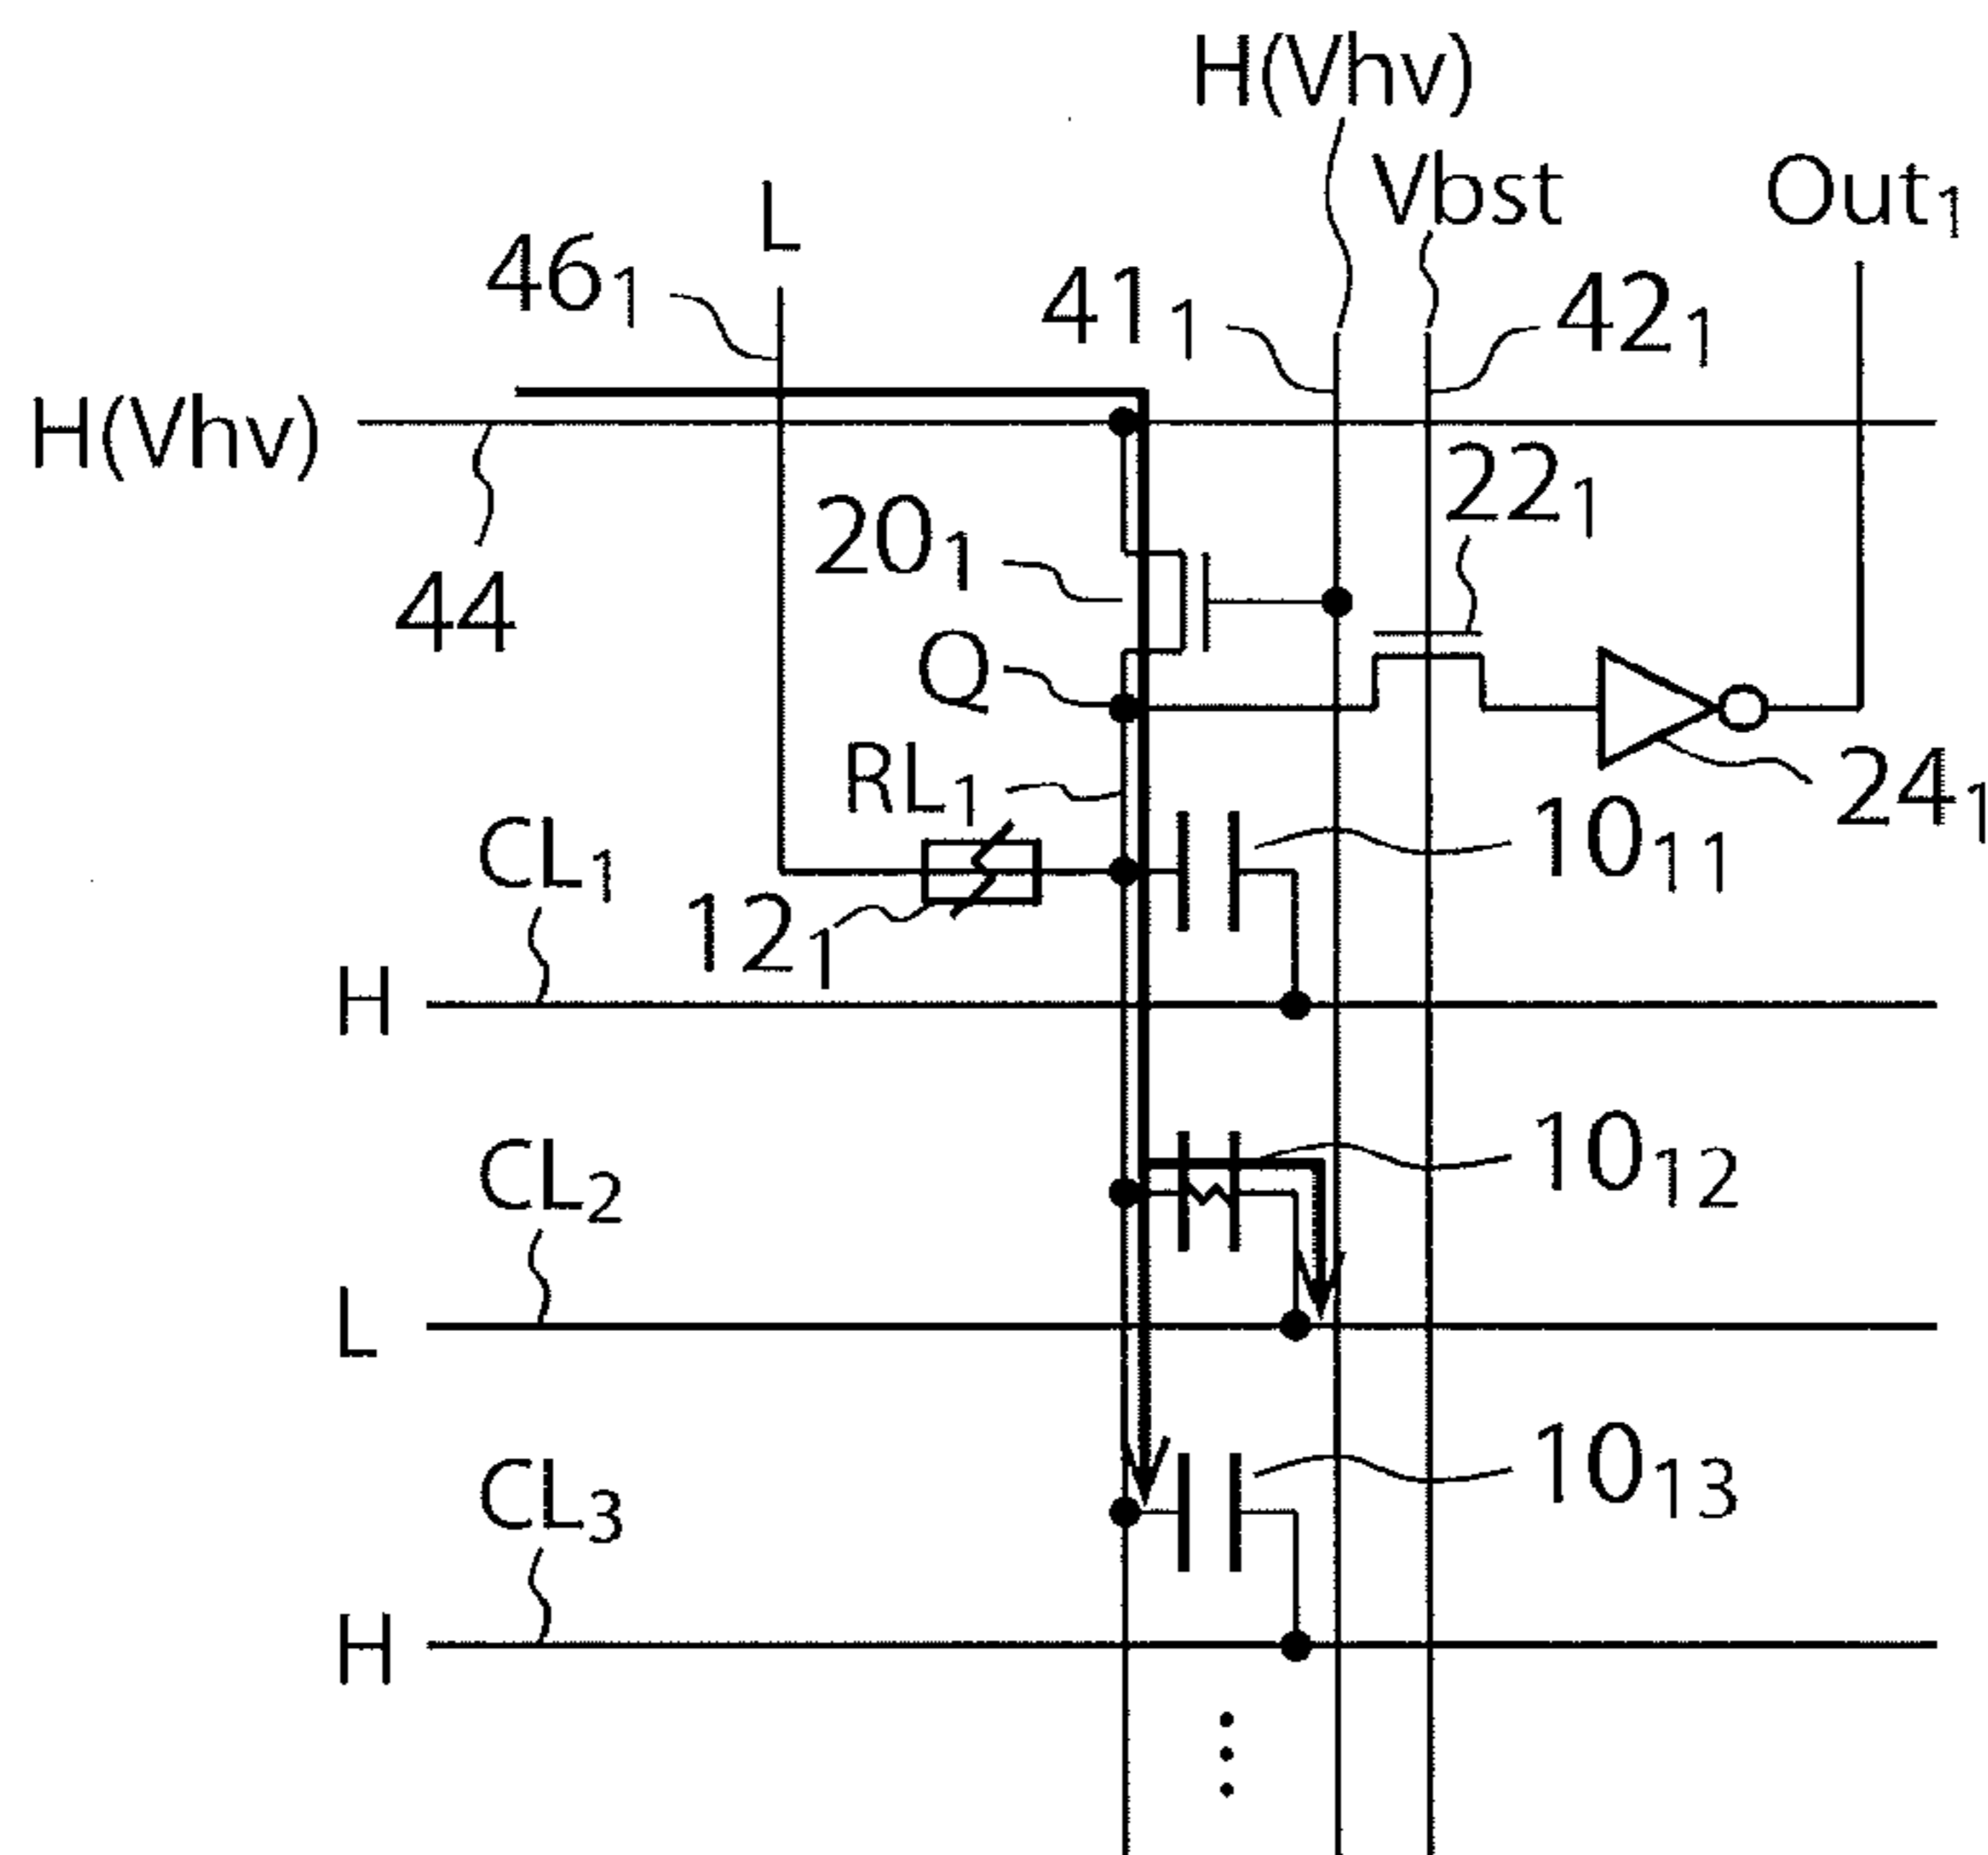 H(Vhv)
Vbst
Out₁
L
46₁
41₁
42₁
H(Vhv)
22₁
20₁
44
Q
RL₁
24₁
CL₁
10₁₁
12₁
H
CL₂
10₁₂
L
CL₃
10₁₃
H